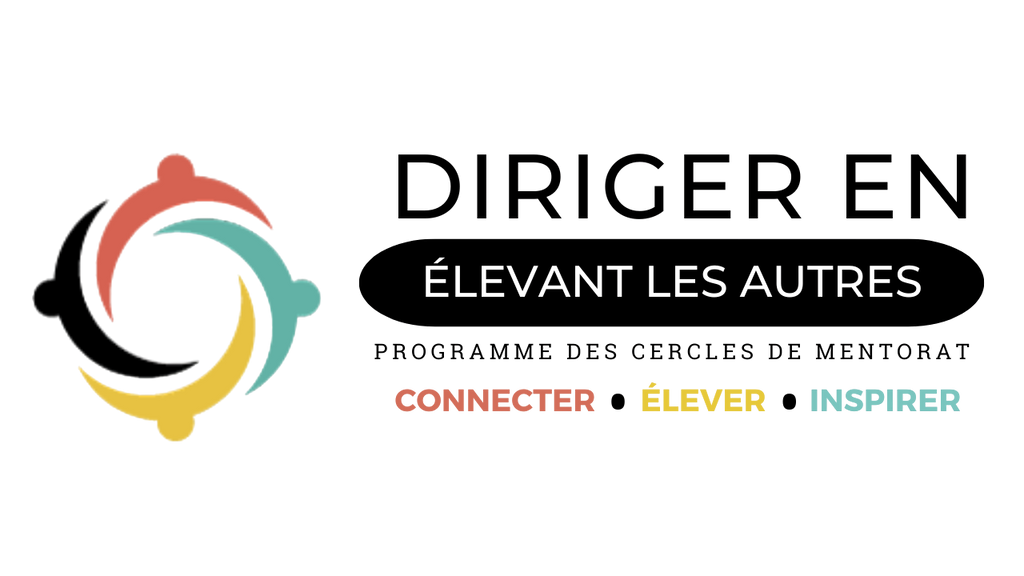 DIRIGER EN
ÉLEVANT LES AUTRES
PROGRAMME DES CERCLES DE MENTORAT
CONNECTER • ÉLEVER • INSPIRER